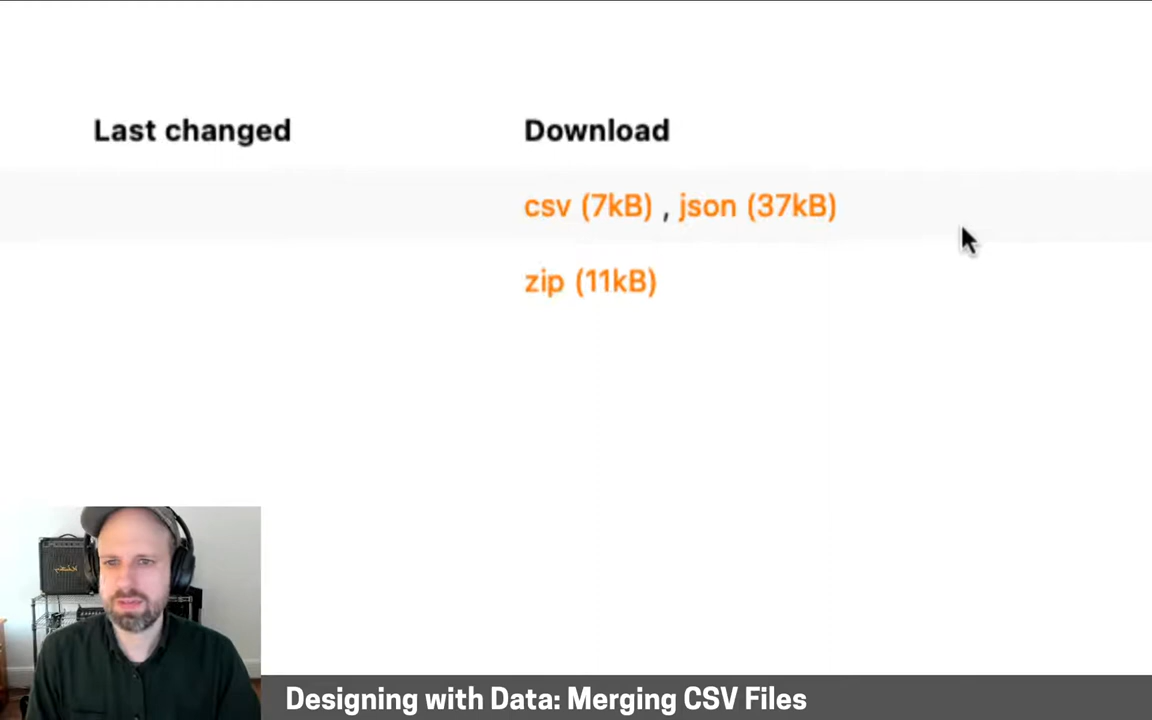 Last changed Download
csv (7kB) , json (37kB)
zip (11kB)
Designing with Data: Merging CSV Files